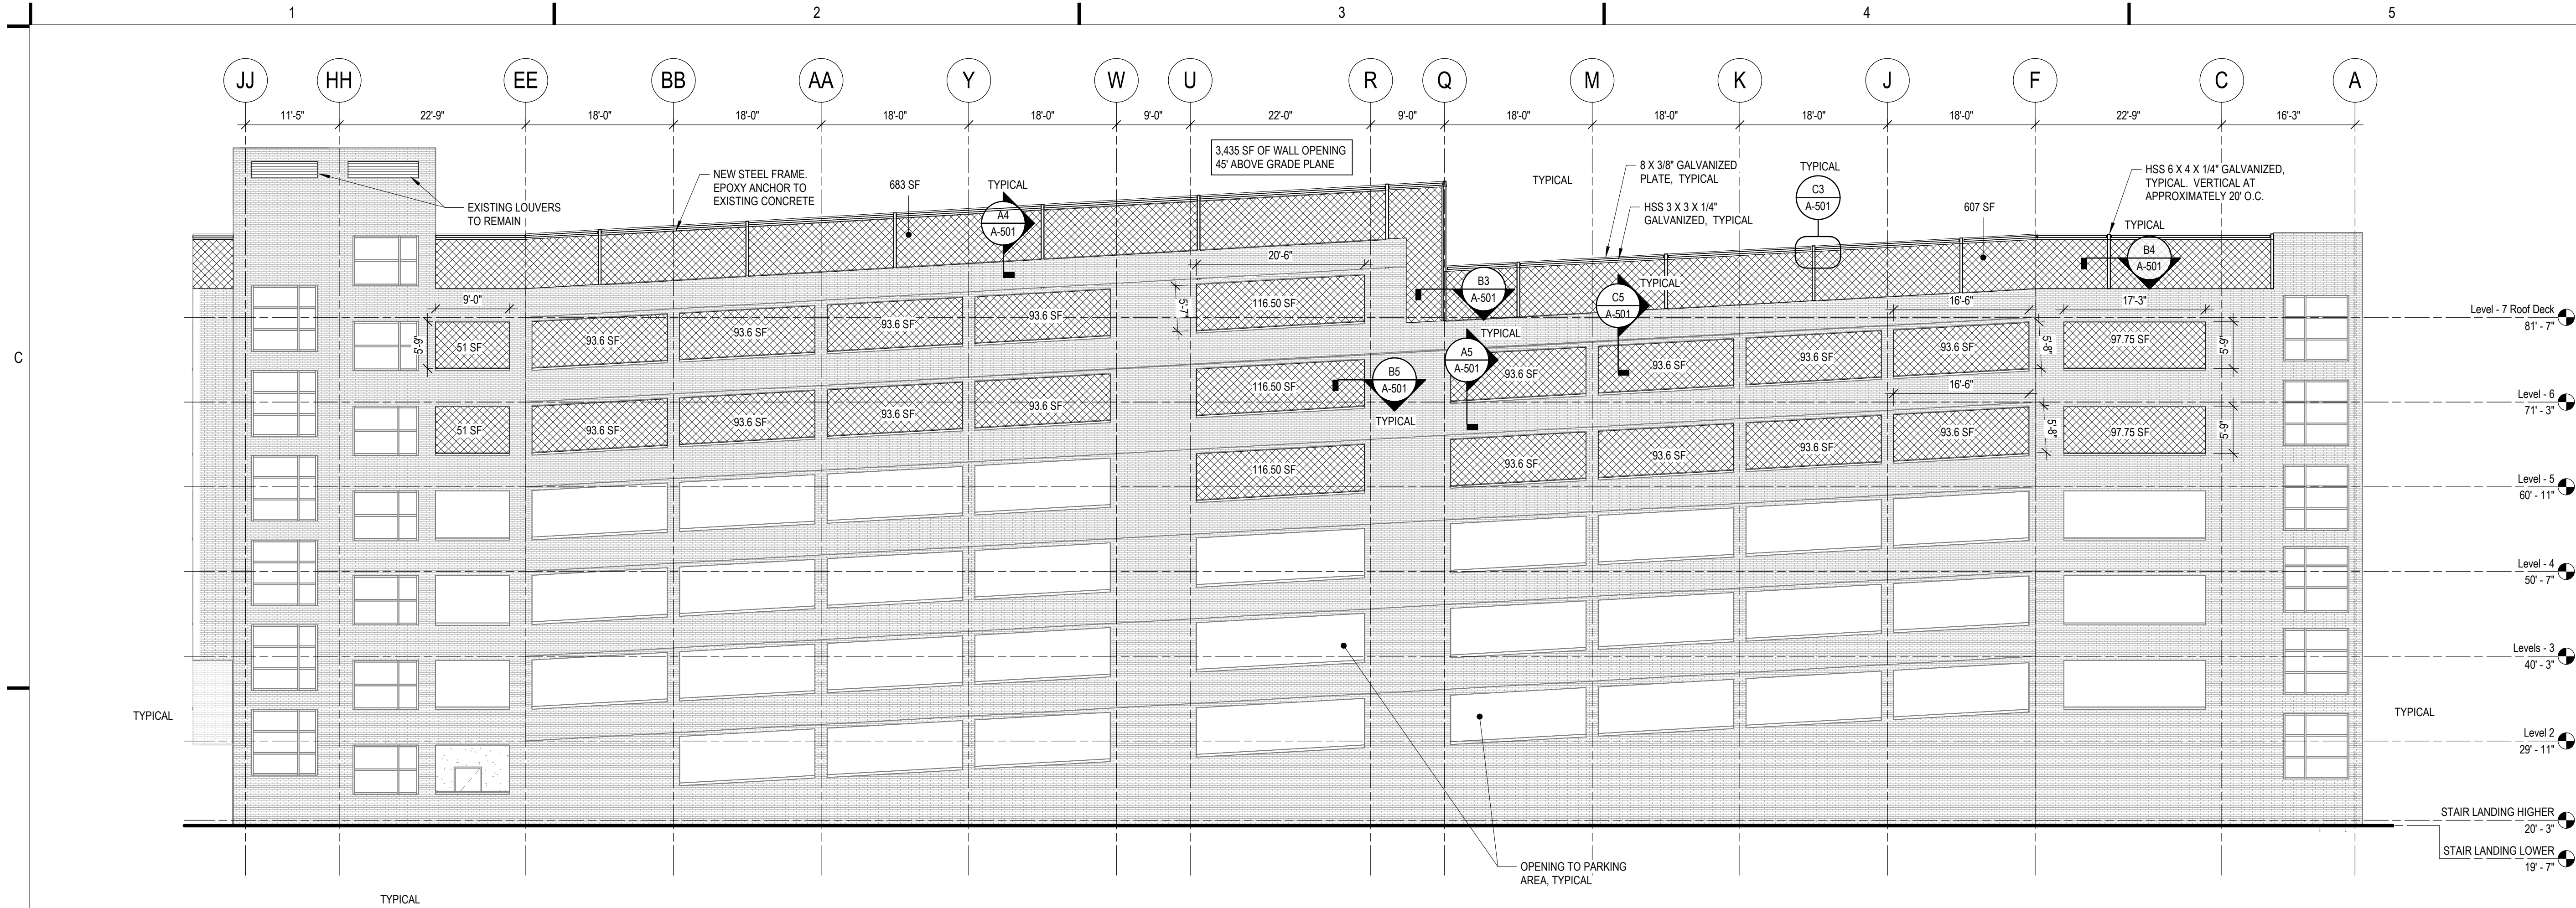 1 2 3 4 5
JJ HH EE BB AA Y W U R Q M K J F C A
11'-5" 22'-9" 18'-0" 18'-0" 18'-0" 18'-0" 9'-0" 22'-0" 9'-0" 18'-0" 18'-0" 18'-0" 18'-0" 22'-9" 16'-3"
3,435 SF OF WALL OPENING
45' ABOVE GRADE PLANE
NEW STEEL FRAME.
EPOXY ANCHOR TO
EXISTING CONCRETE
683 SF
TYPICAL
A4
A-501
EXISTING LOUVERS
TO REMAIN
TYPICAL
8 X 3/8" GALVANIZED
PLATE, TYPICAL
HSS 3 X 3 X 1/4"
GALVANIZED, TYPICAL
TYPICAL
C3
A-501
607 SF
HSS 6 X 4 X 1/4" GALVANIZED,
TYPICAL. VERTICAL AT
APPROXIMATELY 20' O.C.
TYPICAL
B4
A-501
20'-6"
5'-7"
B3
A-501
TYPICAL
C5
A-501
TYPICAL
A5
A-501
16'-6"
17'-3"
9'-0"
5'-9"
51 SF
93.6 SF 93.6 SF 93.6 SF 93.6 SF
116.50 SF
93.6 SF 93.6 SF 93.6 SF 93.6 SF
5'-8"
97.75 SF
5'-9"
C
B5
A-501
TYPICAL
16'-6"
51 SF
93.6 SF 93.6 SF 93.6 SF 93.6 SF
116.50 SF
116.50 SF
93.6 SF 93.6 SF 93.6 SF 93.6 SF
5'-8"
97.75 SF
5'-9"
Level - 7 Roof Deck
81' - 7"
Level - 6
71' - 3"
Level - 5
60' - 11"
Level - 4
50' - 7"
Levels - 3
40' - 3"
Level 2
29' - 11"
STAIR LANDING HIGHER
20' - 3"
STAIR LANDING LOWER
19' - 7"
TYPICAL
TYPICAL
OPENING TO PARKING
AREA, TYPICAL
TYPICAL